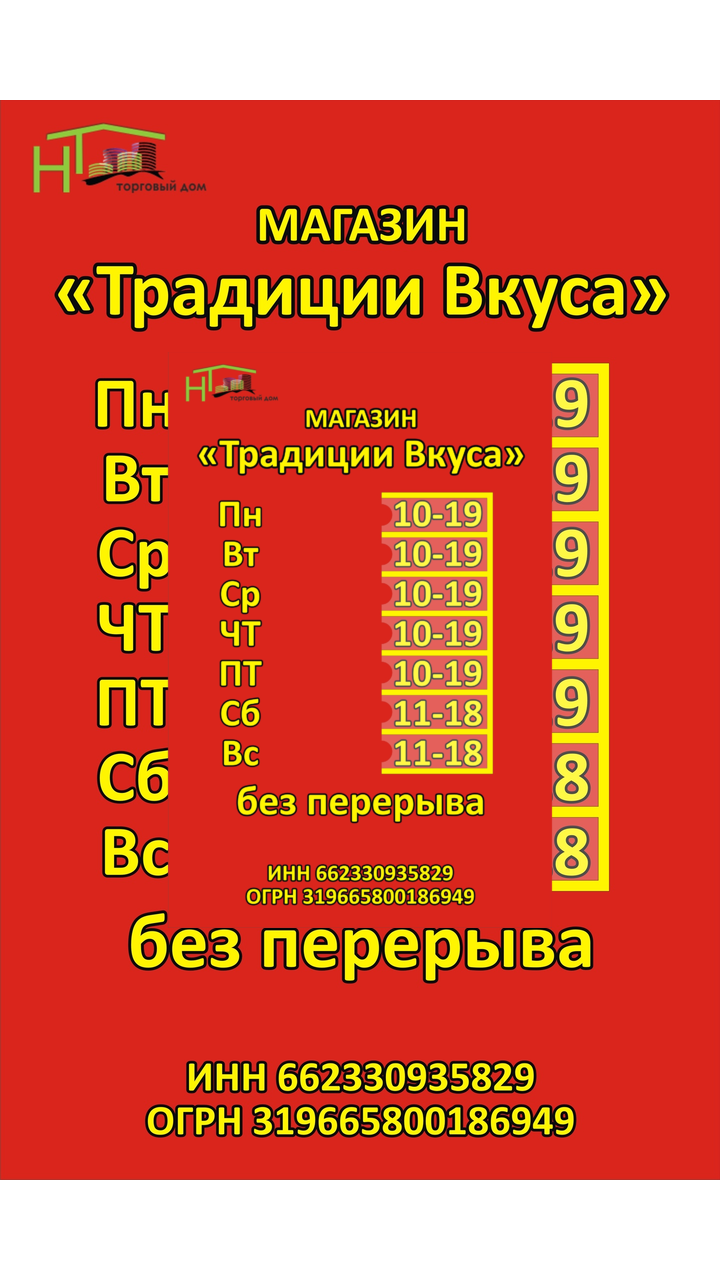 НТ
торговый дом
МАГАЗИН
«Традиции Вкуса»
НТ
торговый дом
МАГАЗИН
«Традиции Вкуса»
Пн 10-19
Вт 10-19
Ср 10-19
ЧТ 10-19
ПТ 10-19
Сб 11-18
Вс 11-18
без перерыва
ИНН 662330935829
ОГРН 319665800186949
Пн 9
Вт 9
Ср 9
ЧТ 9
ПТ 9
Сб 8
Вс 8
без перерыва
ИНН 662330935829
ОГРН 319665800186949